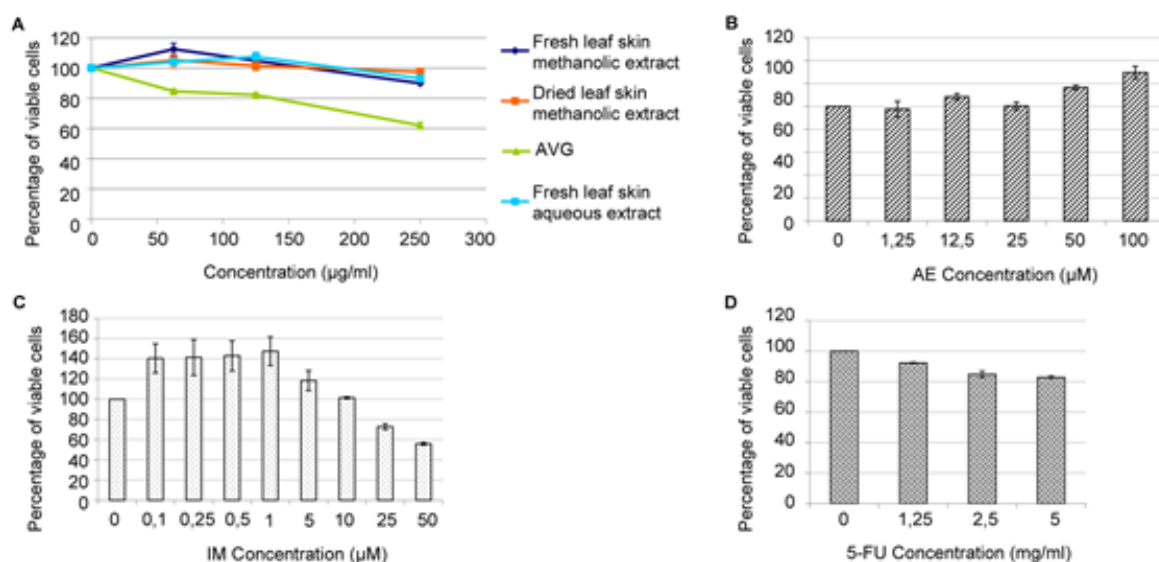 A
Percentage of viable cells
120
100
80
60
40
20
0
0 50 100 150 200 250 300
Concentration (µg/ml)
Fresh leaf skin
methanolic extract
Dried leaf skin
methanolic extract
AVG
Fresh leaf skin
aqueous extract
B
Percentage of viable cells
120
100
80
60
40
20
80
80
0
0 1,25 12,5 25 50 100
AE Concentration (µM)
C
Percentage of viable cells
180
160
140
120
100
80
60
40
20
0
0 0,1 0,25 0,5 1 5 10 25 50
IM Concentration (µM)
D
Percentage of viable cells
120
100
80
60
40
20
0
0 1,25 2,5 5
5-FU Concentration (mg/ml)